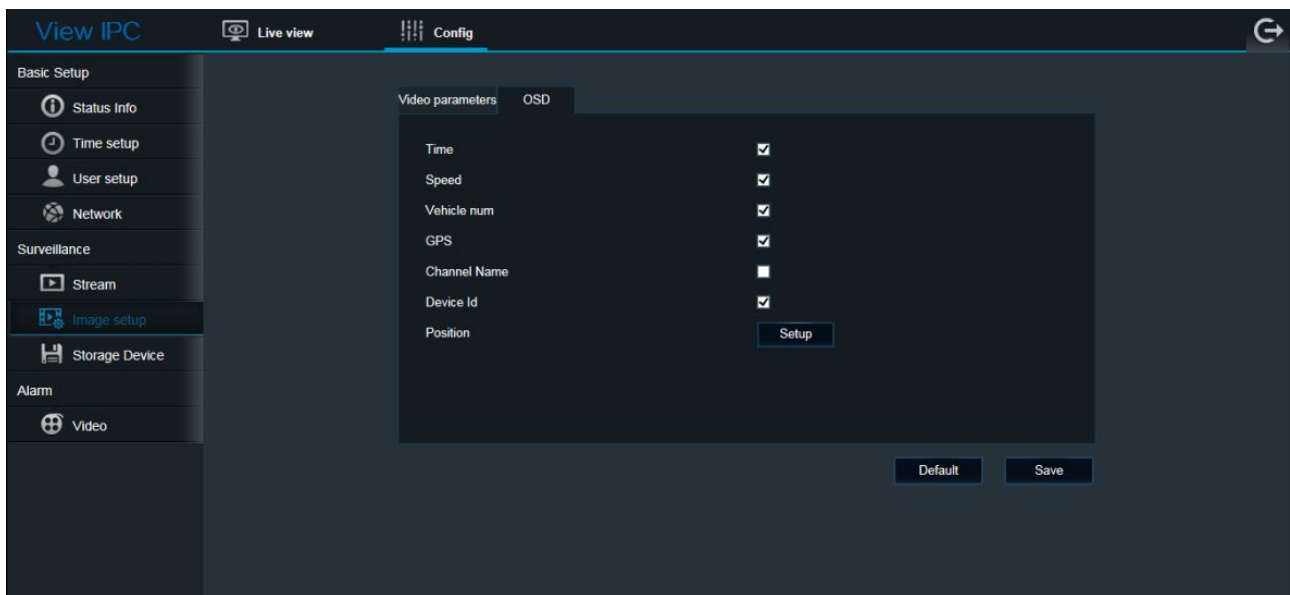 View IPC Live view Config
Basic Setup
Status Info
Time setup
User setup
Network
Surveillance
Stream
Image setup
Storage Device
Alarm
Video
Video parameters OSD
Time
Speed
Vehicle num
GPS
Channel Name
Device Id
Position Setup
Default Save